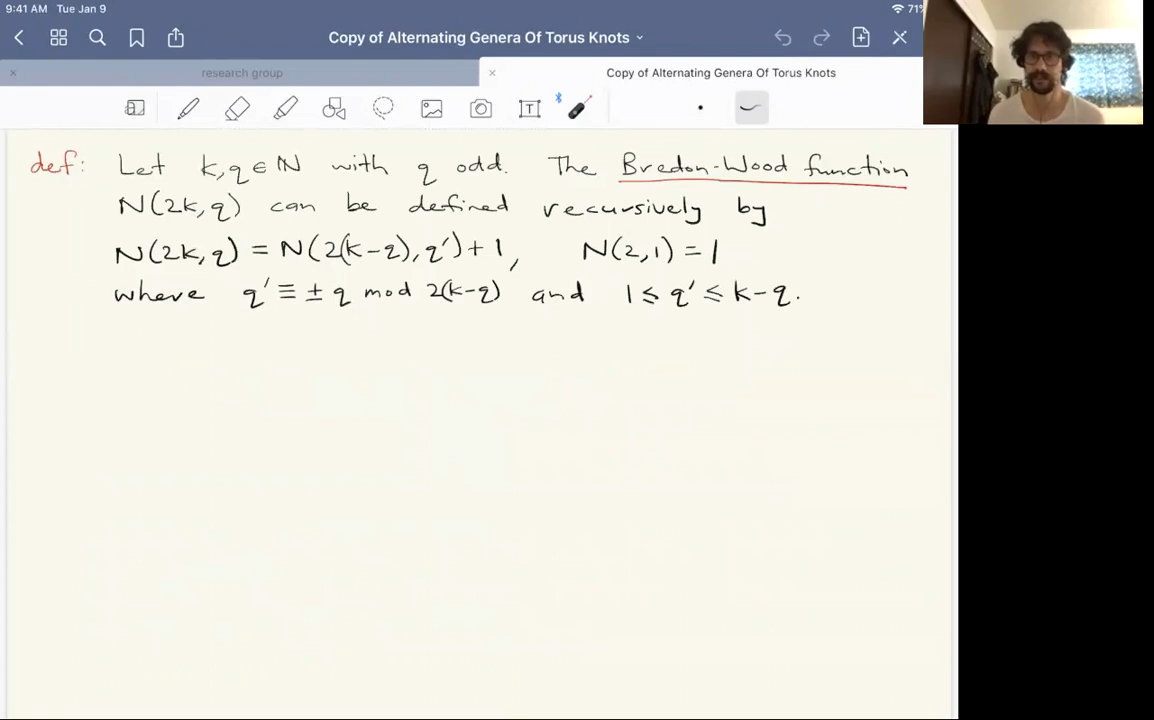 9:41 AM Tue Jan 9
71%
Copy of Alternating Genera Of Torus Knots
research group
Copy of Alternating Genera Of Torus Knots
def: Let k,q ∈ ℕ with q odd. The Bredon-Wood function
N(2k,q) can be defined recursively by
N(2k,q) = N(2(k-q), q')+1, N(2,1) = 1
where q' ≡ ± q mod 2(k-q) and 1 ≤ q' ≤ k-q.